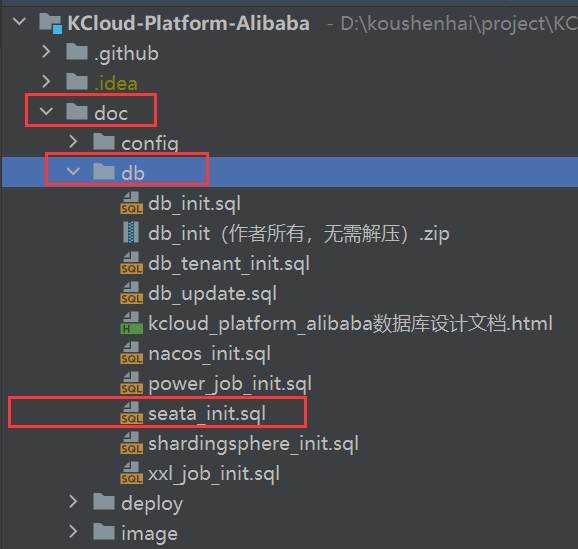 KCloud-Platform-Alibaba - D:\koushenhai\project\KC
.github
.idea
doc
config
db
SQL db_init.sql
db_init（作者所有，无需解压）.zip
SQL db_tenant_init.sql
SQL db_update.sql
H kcloud_platform_alibaba数据库设计文档.html
SQL nacos_init.sql
SQL power_job_init.sql
SQL seata_init.sql
SQL shardingsphere_init.sql
SQL xxl_job_init.sql
deploy
image